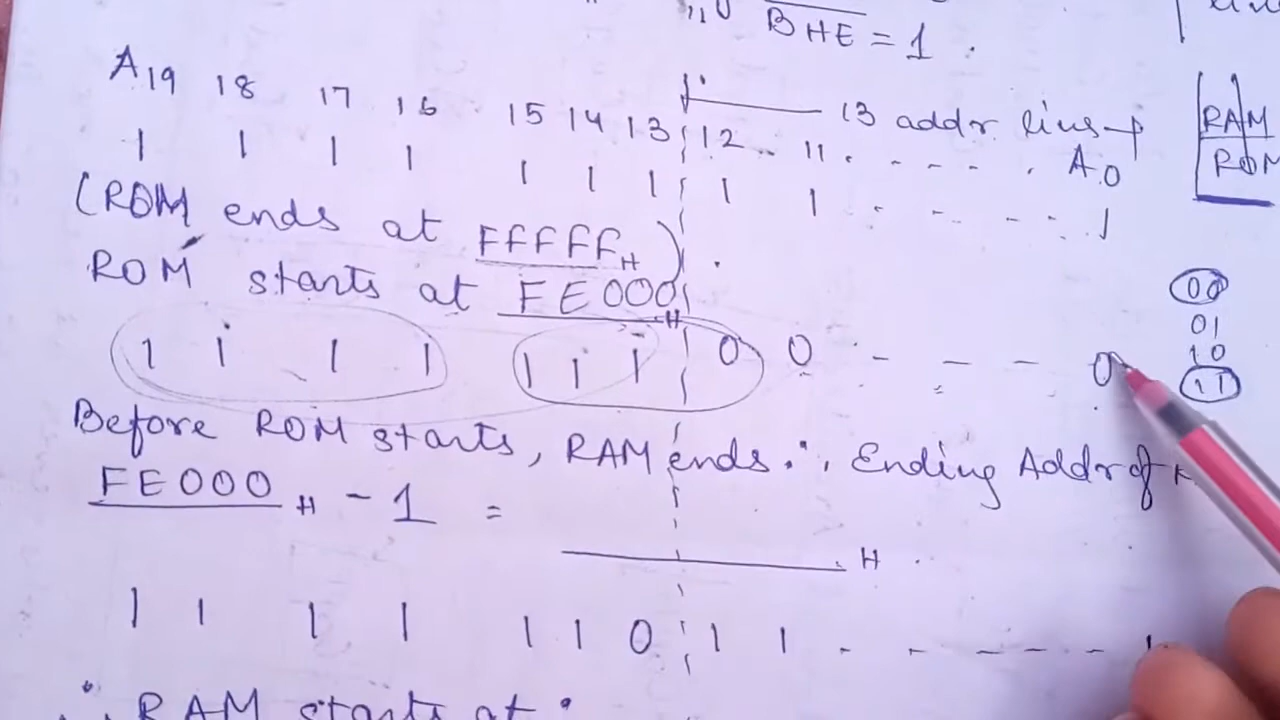 BHE = 1 .
A19 18 17 16 15 14 13 12 .. 11 . - - - . A0
13 addr. lines
1 1 1 1 1 1 1 1 1 . - - - : 1
RAM
ROM
(ROM ends at FFFFFH) .
ROM starts at FE000H
1 1 1 1 1 1 1 0 0 - - - 0
00
01
10
11
Before ROM starts, RAM ends. ∴ Ending Addr of
FE000H - 1 = H .
1 1 1 1 1 1 0 1 1 - - - - - - 1
∴ RAM starts at :